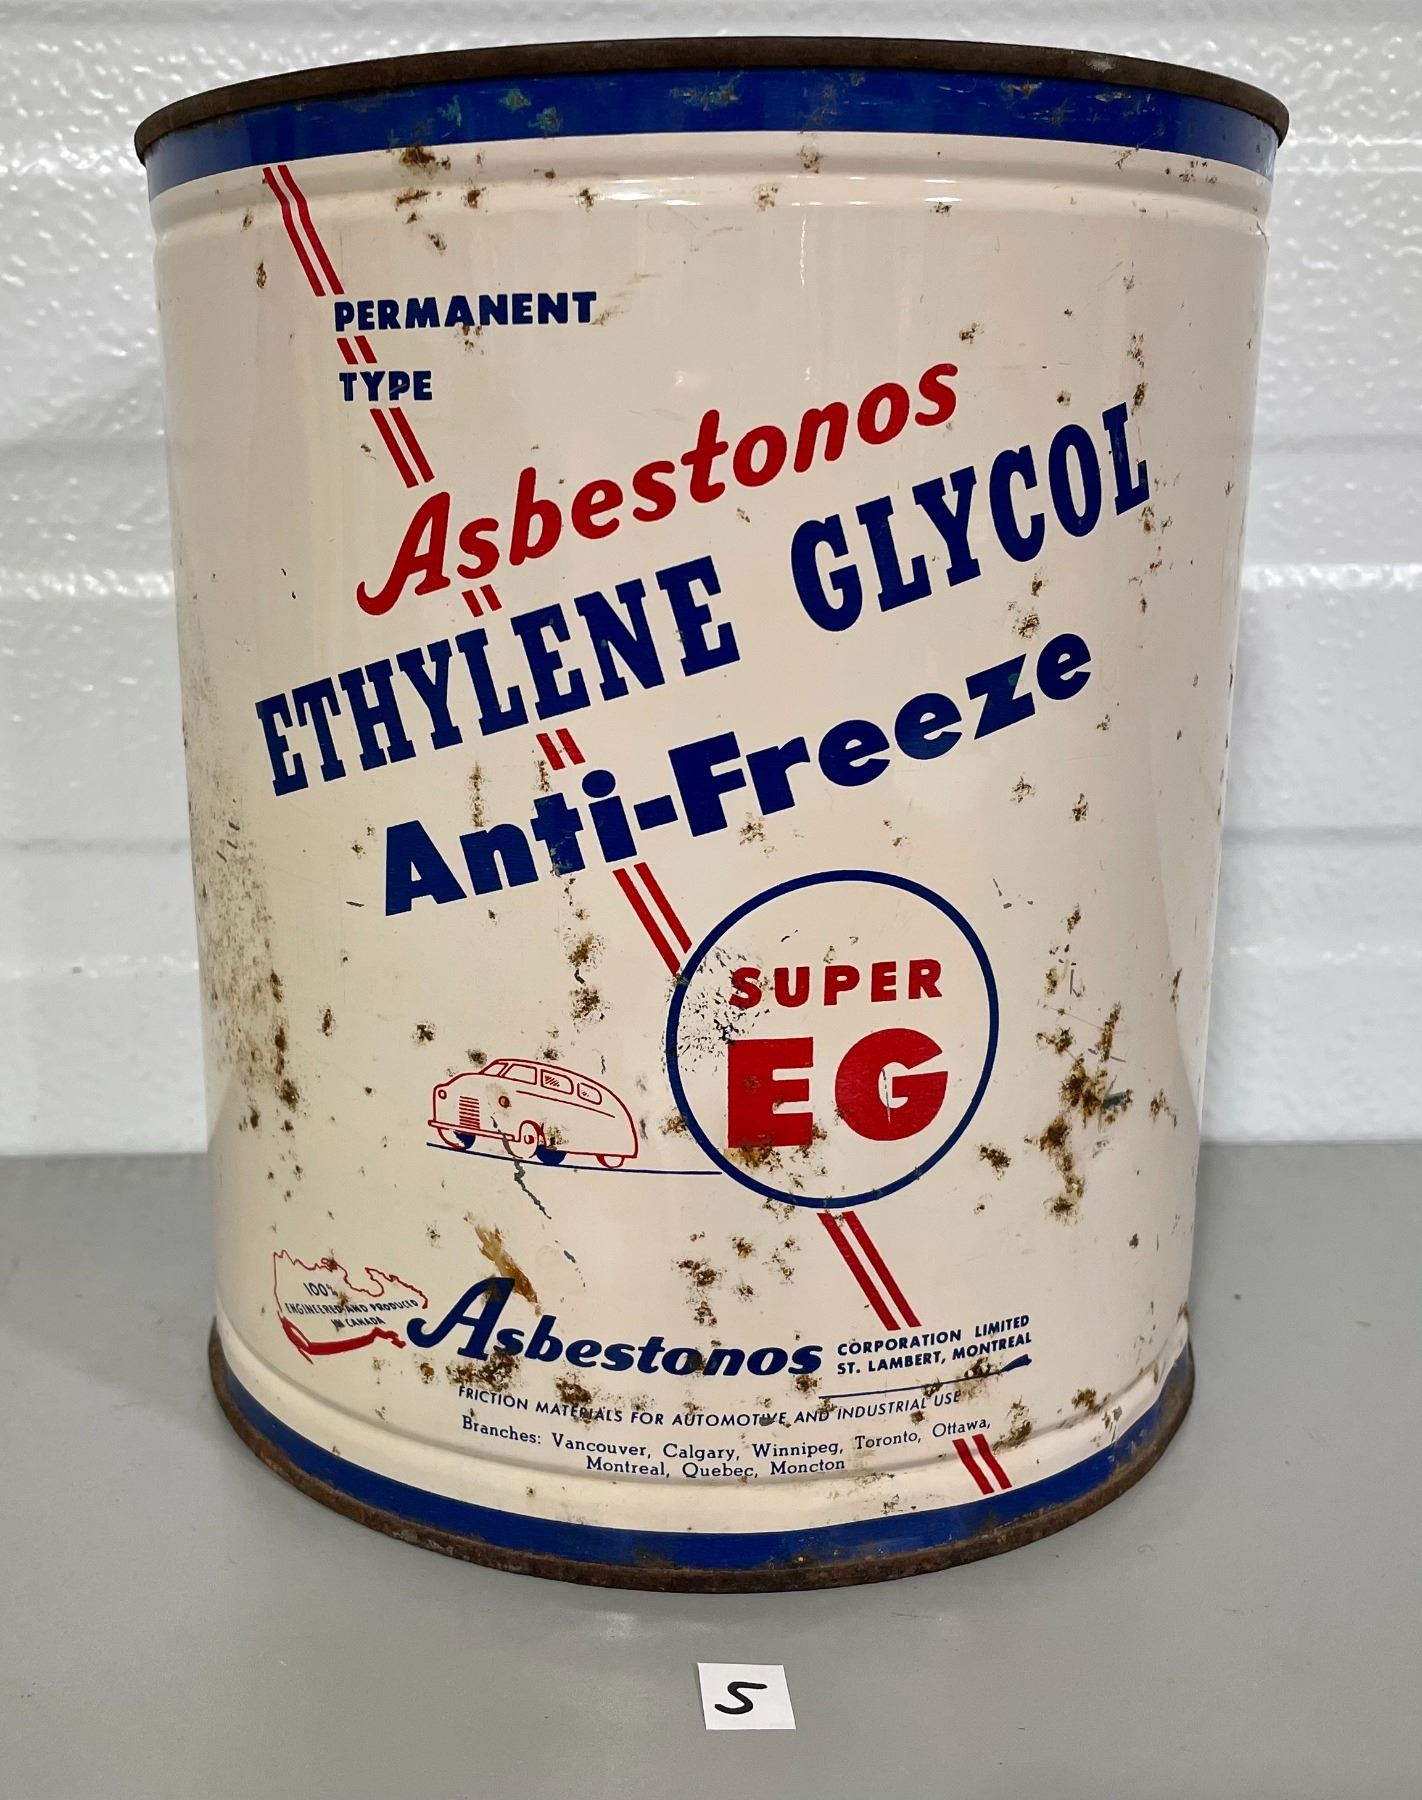 PERMANENT
TYPE
Asbestonos
ETHYLENE GLYCOL
Anti-Freeze
SUPER
EG
100%
ENGINEERED AND PRODUCED
IN CANADA
Asbestonos
CORPORATION LIMITED
ST. LAMBERT, MONTREAL
FRICTION MATERIALS FOR AUTOMOTIVE AND INDUSTRIAL USE
Branches: Vancouver, Calgary, Winnipeg, Toronto, Ottawa,
Montreal, Quebec, Moncton
5